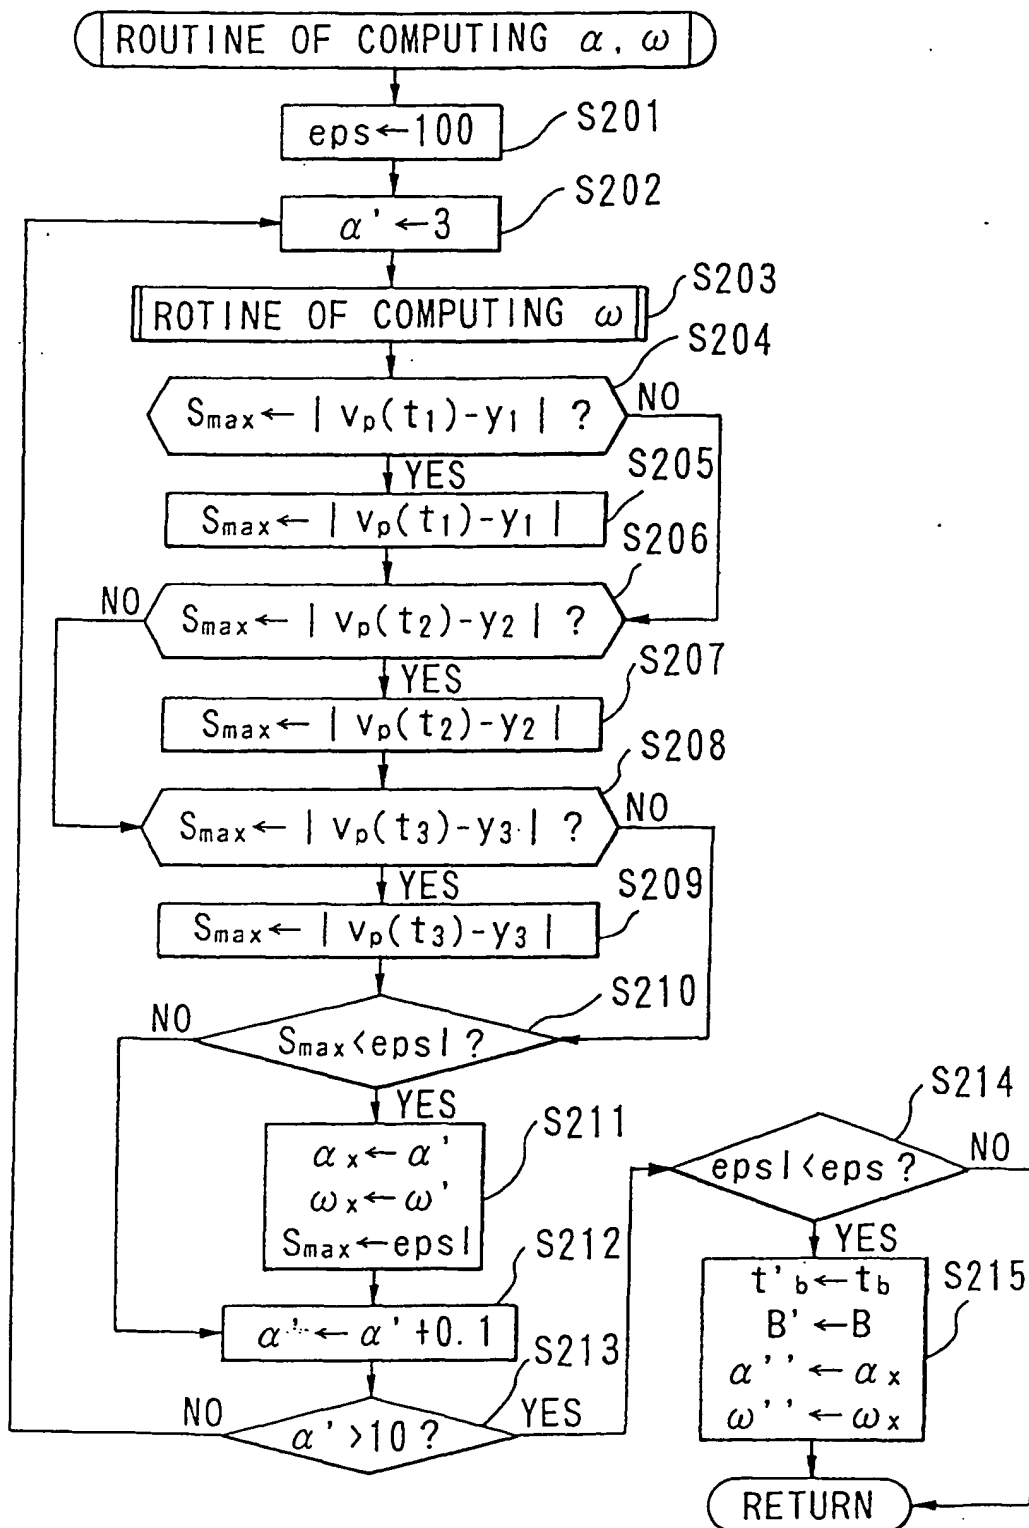 ROUTINE OF COMPUTING α, ω
eps←100
S201
α'←3
S202
ROTINE OF COMPUTING ω
S203
S204
Smax←|vp(t1)-y1| ?
NO
YES
S205
Smax←|vp(t1)-y1|
S206
NO
Smax←|vp(t2)-y2| ?
YES
S207
Smax←|vp(t2)-y2|
S208
Smax←|vp(t3)-y3| ?
NO
YES
S209
Smax←|vp(t3)-y3|
S210
NO
Smax<epsl?
YES
S211
αx←α'
ωx←ω'
Smax←epsl
S212
α'←α'+0.1
S213
NO
α'>10?
YES
S214
epsl<eps?
NO
YES
S215
t'b←tb
B'←B
α''←αx
ω''←ωx
RETURN